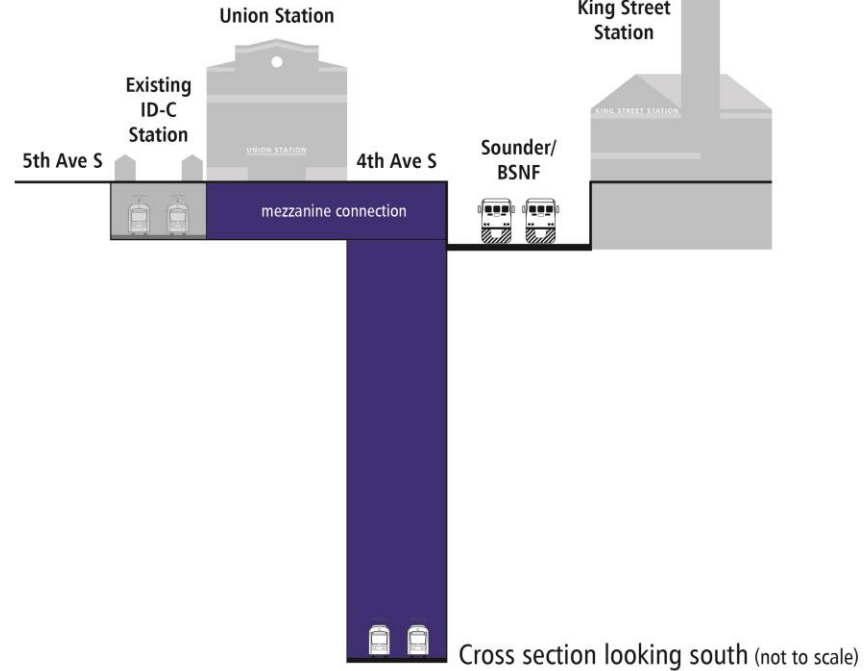 Union Station
King Street
Station
Existing
ID-C
Station
5th Ave S
UNION STATION
4th Ave S
Sounder/
BSNF
KING STREET STATION
mezzanine connection
Cross section looking south (not to scale)